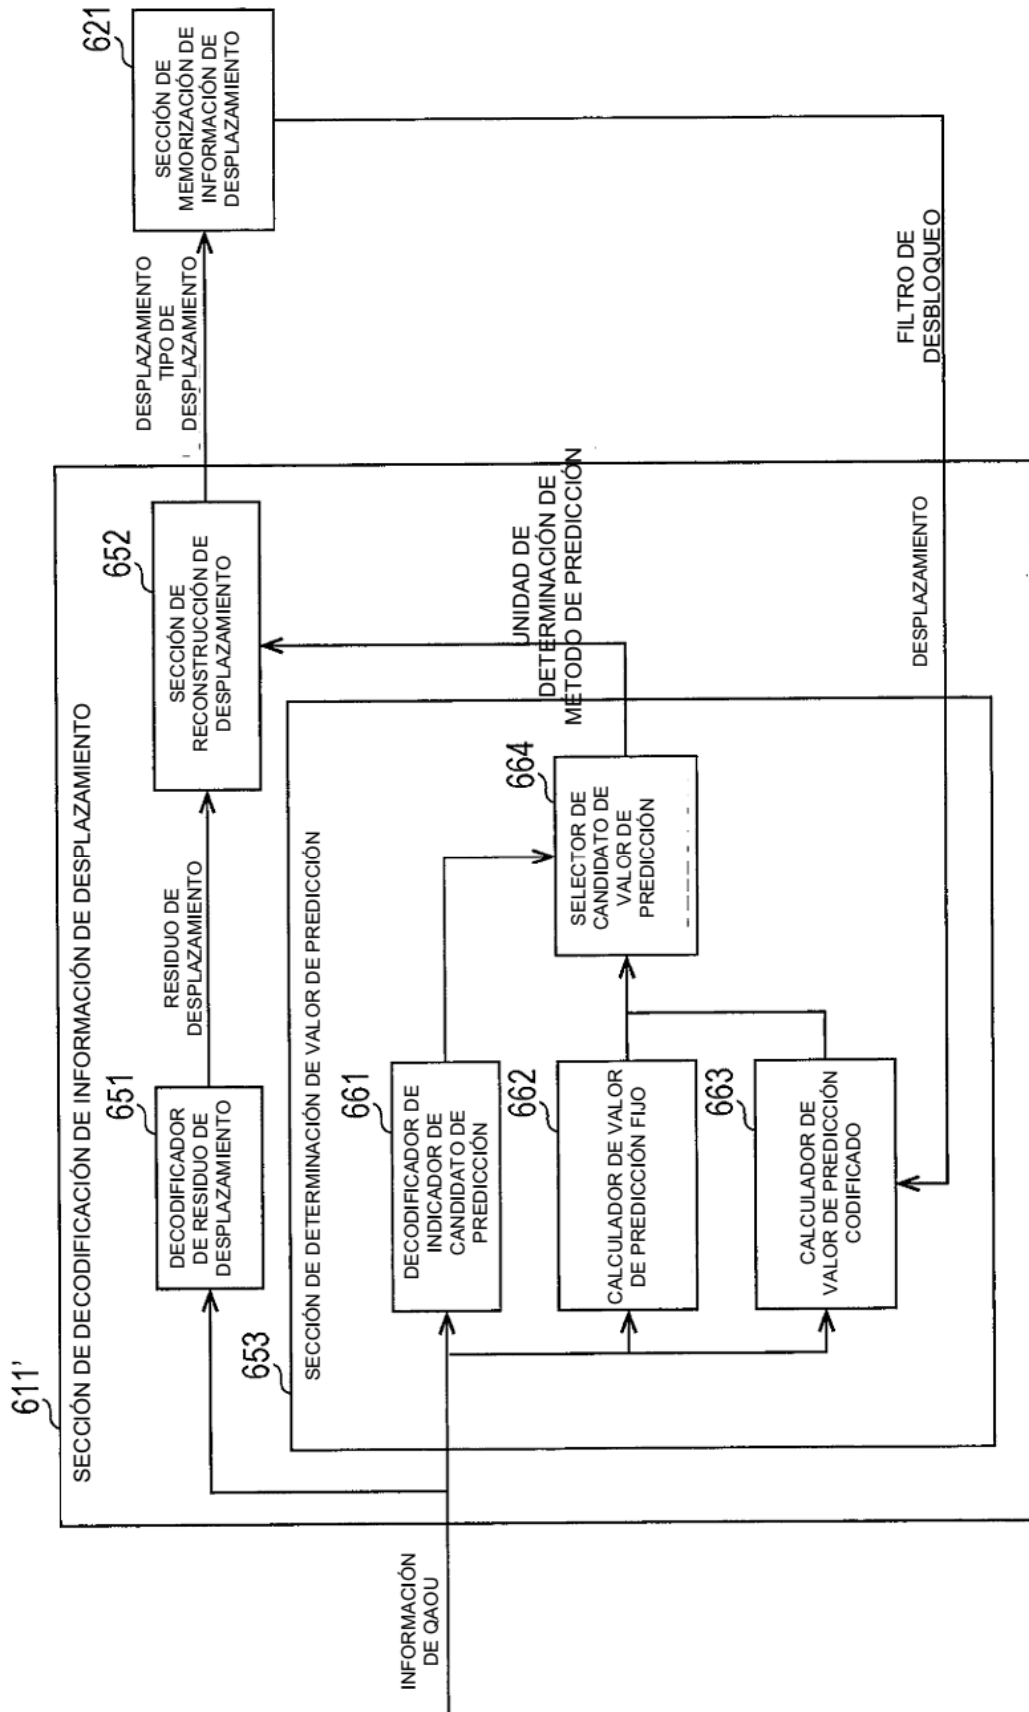 611'
SECCIÓN DE DECODIFICACIÓN DE INFORMACIÓN DE DESPLAZAMIENTO
INFORMACIÓN
DE QAOU
651
DECODIFICADOR
DE RESIDUO DE
DESPLAZAMIENTO
RESIDUO DE
DESPLAZAMIENTO
652
SECCIÓN DE
RECONSTRUCCIÓN DE
DESPLAZAMIENTO
DESPLAZAMIENTO
TIPO DE
DESPLAZAMIENTO
621
SECCIÓN DE
MEMORIZACIÓN DE
INFORMACIÓN DE
DESPLAZAMIENTO
653
SECCIÓN DE DETERMINACIÓN DE VALOR DE PREDICCIÓN
661
DECODIFICADOR DE
INDICADOR DE
CANDIDATO DE
PREDICCIÓN
662
CALCULADOR DE VALOR
DE PREDICCIÓN FIJO
663
CALCULADOR DE
VALOR DE PREDICCIÓN
CODIFICADO
664
SELECTOR DE
CANDIDATO DE
VALOR DE
PREDICCIÓN
UNIDAD DE
DETERMINACIÓN DE
METODO DE PREDICCIÓN
DESPLAZAMIENTO
FILTRO DE
DESBLOQUEO